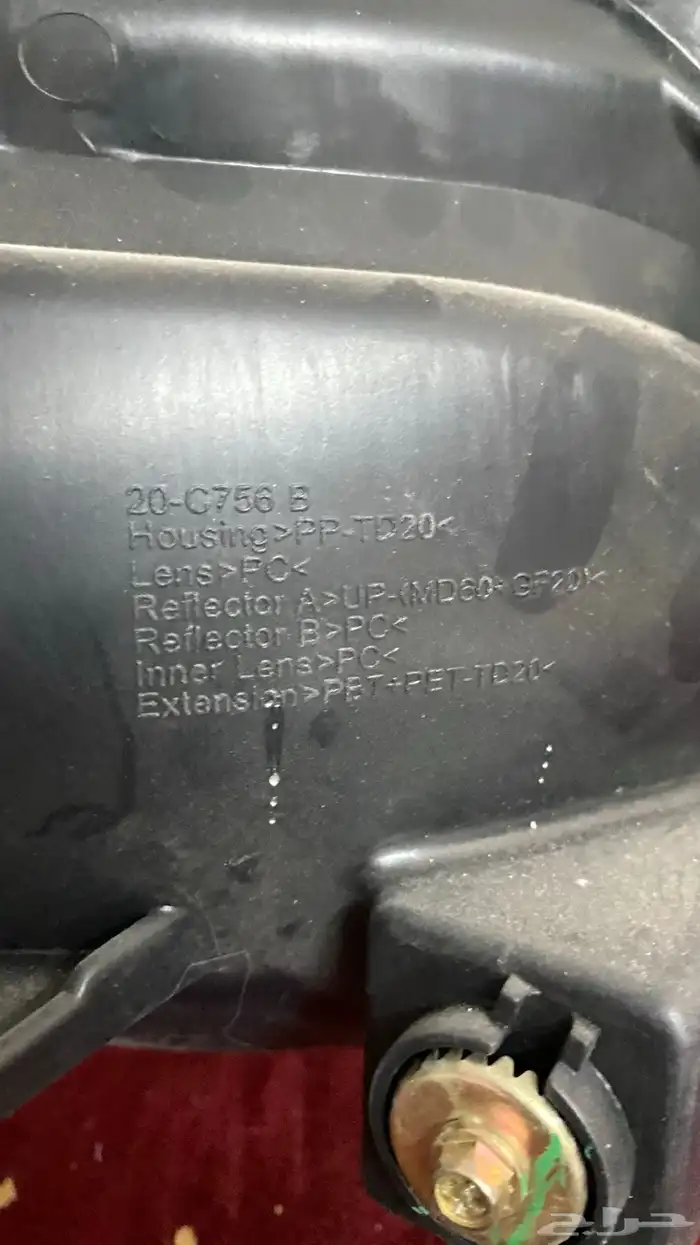 20-C756 B
Housing>PP-TD20<
Lens>PC<
Reflector A>UP-(MD60+GF20)<
Reflector B>PC<
Inner Lens>PC<
Extension>PBT+PET-TD20<
حراج